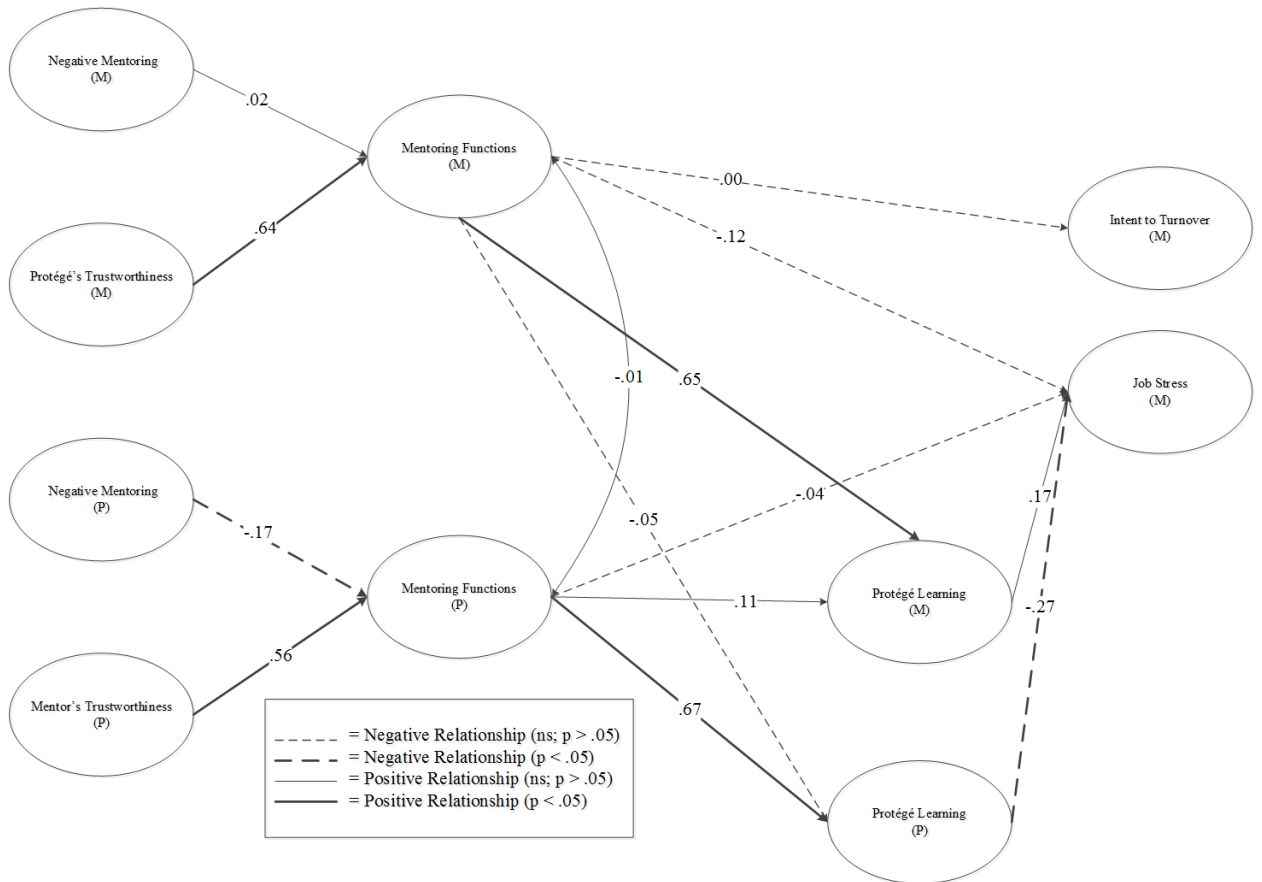 Negative Mentoring
(M)
.02
Mentoring Functions
(M)
.00
Intent to Turnover
(M)
.64
-.12
Protégé's Trustworthiness
(M)
-.01
.65
Job Stress
(M)
Negative Mentoring
(P)
-.17
-.04
.17
-.05
Mentoring Functions
(P)
.11
Protégé Learning
(M)
-.27
.56
Mentor's Trustworthiness
(P)
.67
= Negative Relationship (ns; p > .05)
= Negative Relationship (p < .05)
= Positive Relationship (ns; p > .05)
= Positive Relationship (p < .05)
Protégé Learning
(P)